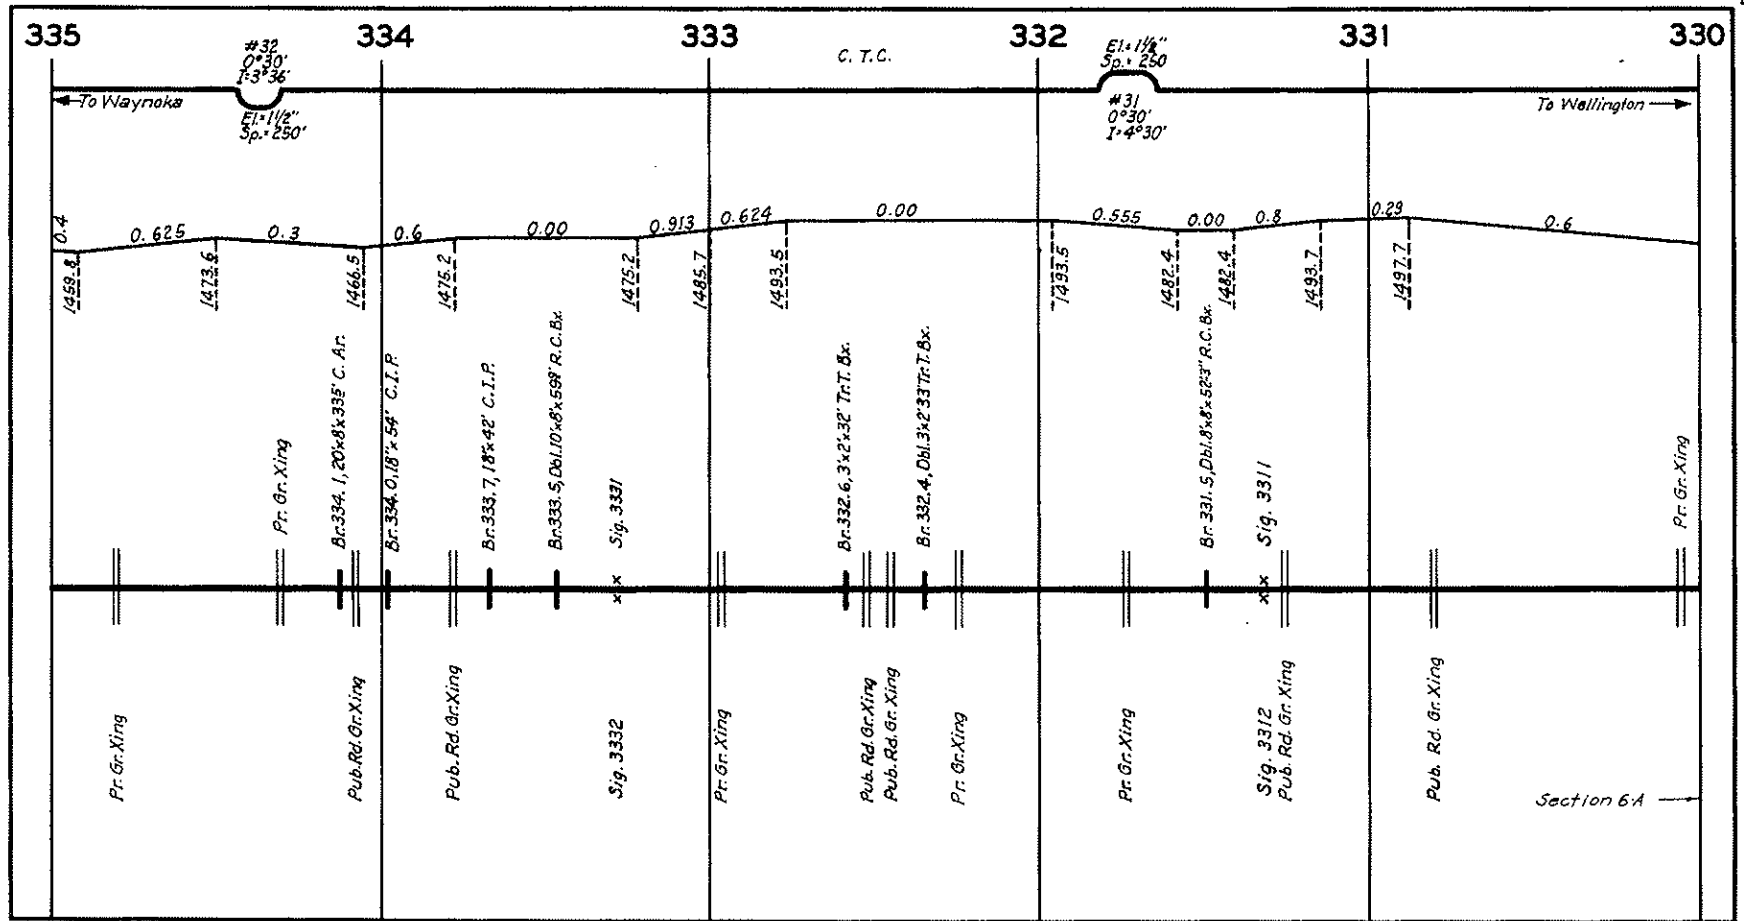 335
334
333
332
331
330
#32
0°30'
I=3°36'
C. T. C.
El.=1½"
Sp.=250
To Waynoka
El=1½"
Sp.=250'
#31
0°30'
I=4°30'
To Wellington
0.4
0.625
0.3
0.6
0.00
0.913
0.624
0.00
0.555
0.00
0.8
0.29
0.6
1459.8
1473.6
1466.5
1475.2
1475.2
1485.7
1493.5
1493.5
1482.4
1482.4
1493.7
1497.7
Pr. Gr. Xing
Br. 334.1, 20'x8'x335' C. Ar.
Br. 334.0, 18"x 54' C.I.P.
Br. 333.7, 18"x42' C.I.P.
Br. 333.5, Dbl. 10'x8'x598' R.C. Bx.
Sig. 3331
Br. 332.6, 3'x2'x32' Tr.T. Bx.
Br. 332.4, Dbl. 3'x2'33' Tr.T. Bx.
Br. 331.5, Dbl. 8'x8'x52'3" R.C. Bx.
Sig. 3311
Pr. Gr. Xing
Pr. Gr. Xing
Pub. Rd. Gr. Xing
Pub. Rd. Gr. Xing
Sig. 3332
Pr. Gr. Xing
Pub. Rd. Gr. Xing
Pub. Rd. Gr. Xing
Pr. Gr. Xing
Pr. Gr. Xing
Sig. 3312
Pub. Rd. Gr. Xing
Pub. Rd. Gr. Xing
Section 6-A